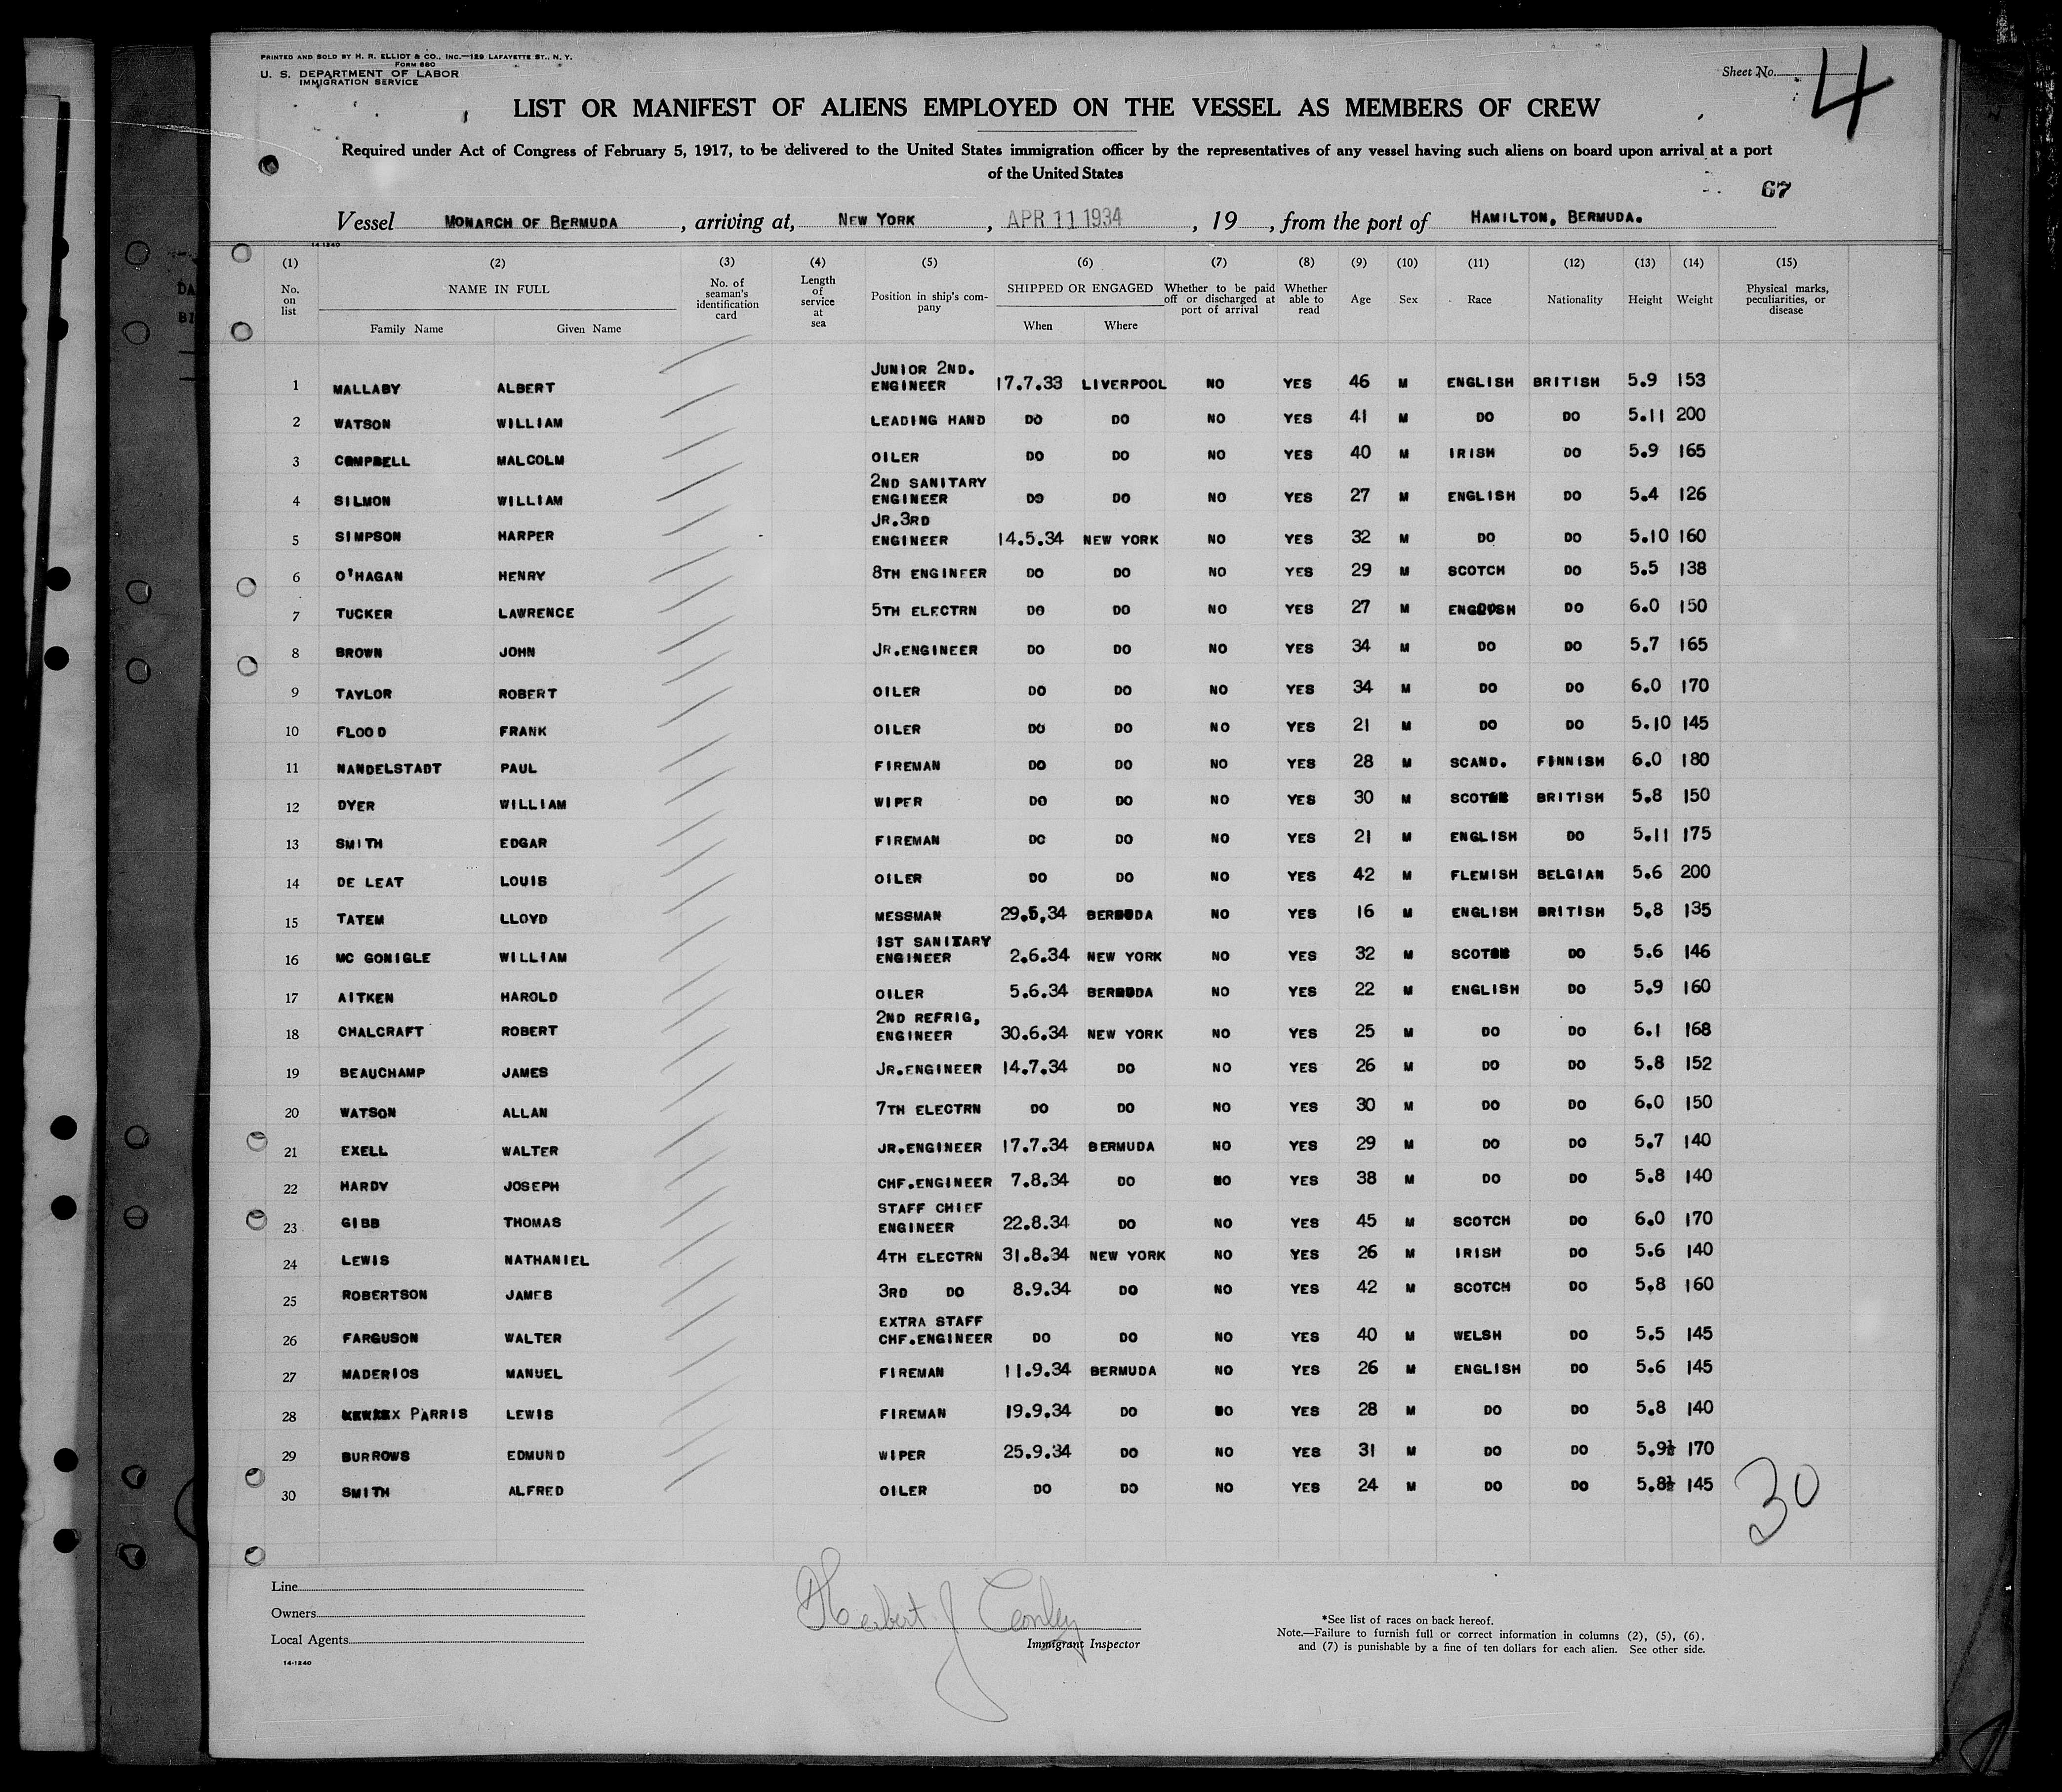 PRINTED AND SOLD BY H. R. ELLIOT & CO., INC.—129 LAFAYETTE ST., N. Y.
FORM 680
U. S. DEPARTMENT OF LABOR
IMMIGRATION SERVICE
Sheet No. 4
LIST OR MANIFEST OF ALIENS EMPLOYED ON THE VESSEL AS MEMBERS OF CREW
Required under Act of Congress of February 5, 1917, to be delivered to the United States immigration officer by the representatives of any vessel having such aliens on board upon arrival at a port
of the United States
67
Vessel MONARCH OF BERMUDA, arriving at, NEW YORK, APR 11 1934, 19 , from the port of HAMILTON, BERMUDA.
14-1240
(1) (2) (3) (4) (5) (6) (7) (8) (9) (10) (11) (12) (13) (14) (15)
No. on list NAME IN FULL Family Name Given Name No. of seaman's identification card Length of service at sea Position in ship's company SHIPPED OR ENGAGED When Where Whether to be paid off or discharged at port of arrival Whether able to read Age Sex Race Nationality Height Weight Physical marks, peculiarities, or disease
1 MALLABY ALBERT JUNIOR 2ND. ENGINEER 17.7.33 LIVERPOOL NO YES 46 M ENGLISH BRITISH 5.9 153
2 WATSON WILLIAM LEADING HAND DO DO NO YES 41 M DO DO 5.11 200
3 CAMPBELL MALCOLM OILER DO DO NO YES 40 M IRISH DO 5.9 165
4 SILMON WILLIAM 2ND SANITARY ENGINEER DO DO NO YES 27 M ENGLISH DO 5.4 126
5 SIMPSON HARPER JR.3RD ENGINEER 14.5.34 NEW YORK NO YES 32 M DO DO 5.10 160
6 O'HAGAN HENRY 8TH ENGINEER DO DO NO YES 29 M SCOTCH DO 5.5 138
7 TUCKER LAWRENCE 5TH ELECTRN DO DO NO YES 27 M ENGLISH DO 6.0 150
8 BROWN JOHN JR.ENGINEER DO DO NO YES 34 M DO DO 5.7 165
9 TAYLOR ROBERT OILER DO DO NO YES 34 M DO DO 6.0 170
10 FLOOD FRANK OILER DO DO NO YES 21 M DO DO 5.10 145
11 NANDELSTADT PAUL FIREMAN DO DO NO YES 28 M SCAND. FINNISH 6.0 180
12 DYER WILLIAM WIPER DO DO NO YES 30 M SCOTCH BRITISH 5.8 150
13 SMITH EDGAR FIREMAN DO DO NO YES 21 M ENGLISH DO 5.11 175
14 DE LEAT LOUIS OILER DO DO NO YES 42 M FLEMISH BELGIAN 5.6 200
15 TATEM LLOYD MESSMAN 29.5.34 BERMUDA NO YES 16 M ENGLISH BRITISH 5.8 135
16 MC GONIGLE WILLIAM 1ST SANITARY ENGINEER 2.6.34 NEW YORK NO YES 32 M SCOTCH DO 5.6 146
17 AITKEN HAROLD OILER 5.6.34 BERMUDA NO YES 22 M ENGLISH DO 5.9 160
18 CHALCRAFT ROBERT 2ND REFRIG, ENGINEER 30.6.34 NEW YORK NO YES 25 M DO DO 6.1 168
19 BEAUCHAMP JAMES JR.ENGINEER 14.7.34 DO NO YES 26 M DO DO 5.8 152
20 WATSON ALLAN 7TH ELECTRN DO DO NO YES 30 M DO DO 6.0 150
21 EXELL WALTER JR.ENGINEER 17.7.34 BERMUDA NO YES 29 M DO DO 5.7 140
22 HARDY JOSEPH CHF.ENGINEER 7.8.34 DO NO YES 38 M DO DO 5.8 140
23 GIBB THOMAS STAFF CHIEF ENGINEER 22.8.34 DO NO YES 45 M SCOTCH DO 6.0 170
24 LEWIS NATHANIEL 4TH ELECTRN 31.8.34 NEW YORK NO YES 26 M IRISH DO 5.6 140
25 ROBERTSON JAMES 3RD DO 8.9.34 DO NO YES 42 M SCOTCH DO 5.8 160
26 FARGUSON WALTER EXTRA STAFF CHF.ENGINEER DO DO NO YES 40 M WELSH DO 5.5 145
27 MADERIOS MANUEL FIREMAN 11.9.34 BERMUDA NO YES 26 M ENGLISH DO 5.6 145
28 PARRIS LEWIS FIREMAN 19.9.34 DO NO YES 28 M DO DO 5.8 140
29 BURROWS EDMUND WIPER 25.9.34 DO NO YES 31 M DO DO 5.9½ 170
30 SMITH ALFRED OILER DO DO NO YES 24 M DO DO 5.8½ 145
30
Line
Owners
Local Agents
14-1240
Herbert J Conley
Immigrant Inspector
*See list of races on back hereof.
Note.—Failure to furnish full or correct information in columns (2), (5), (6),
and (7) is punishable by a fine of ten dollars for each alien. See other side.